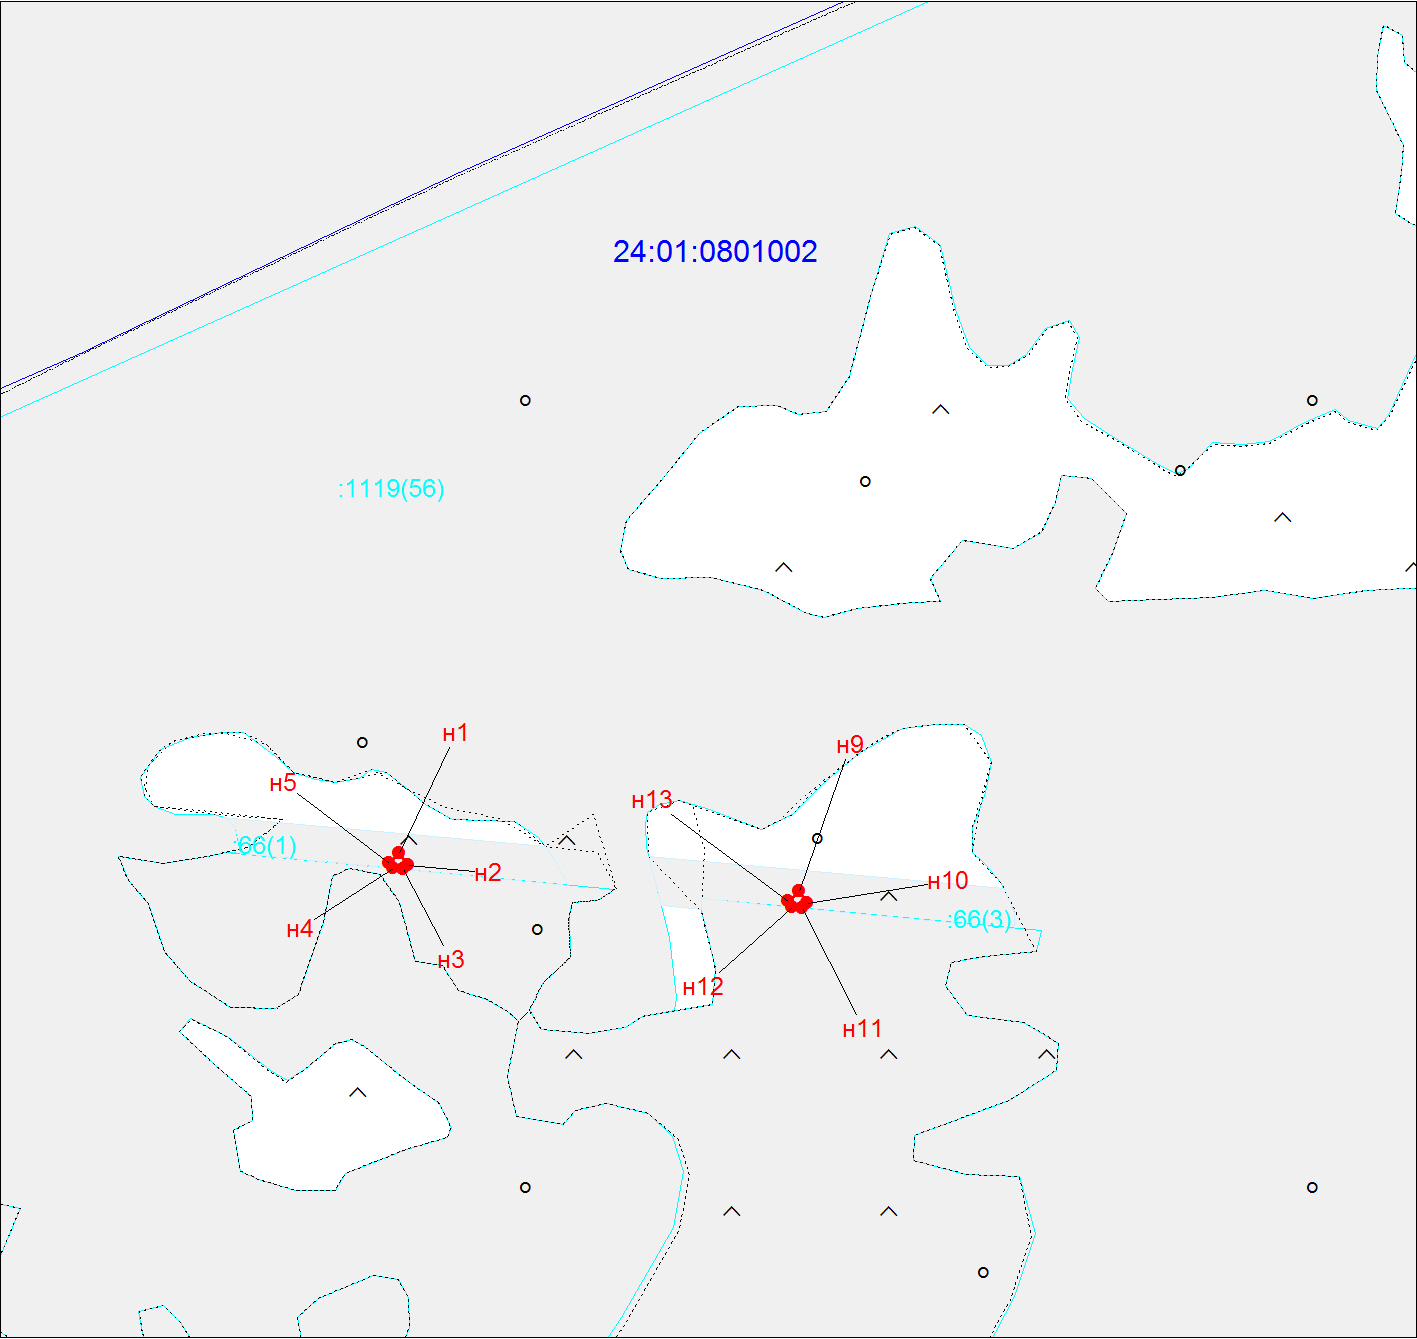 24:01:0801002
:1119(56)
н1
н9
н5
н13
:66(1)
н2
н10
н4
:66(3)
н3
н12
н11